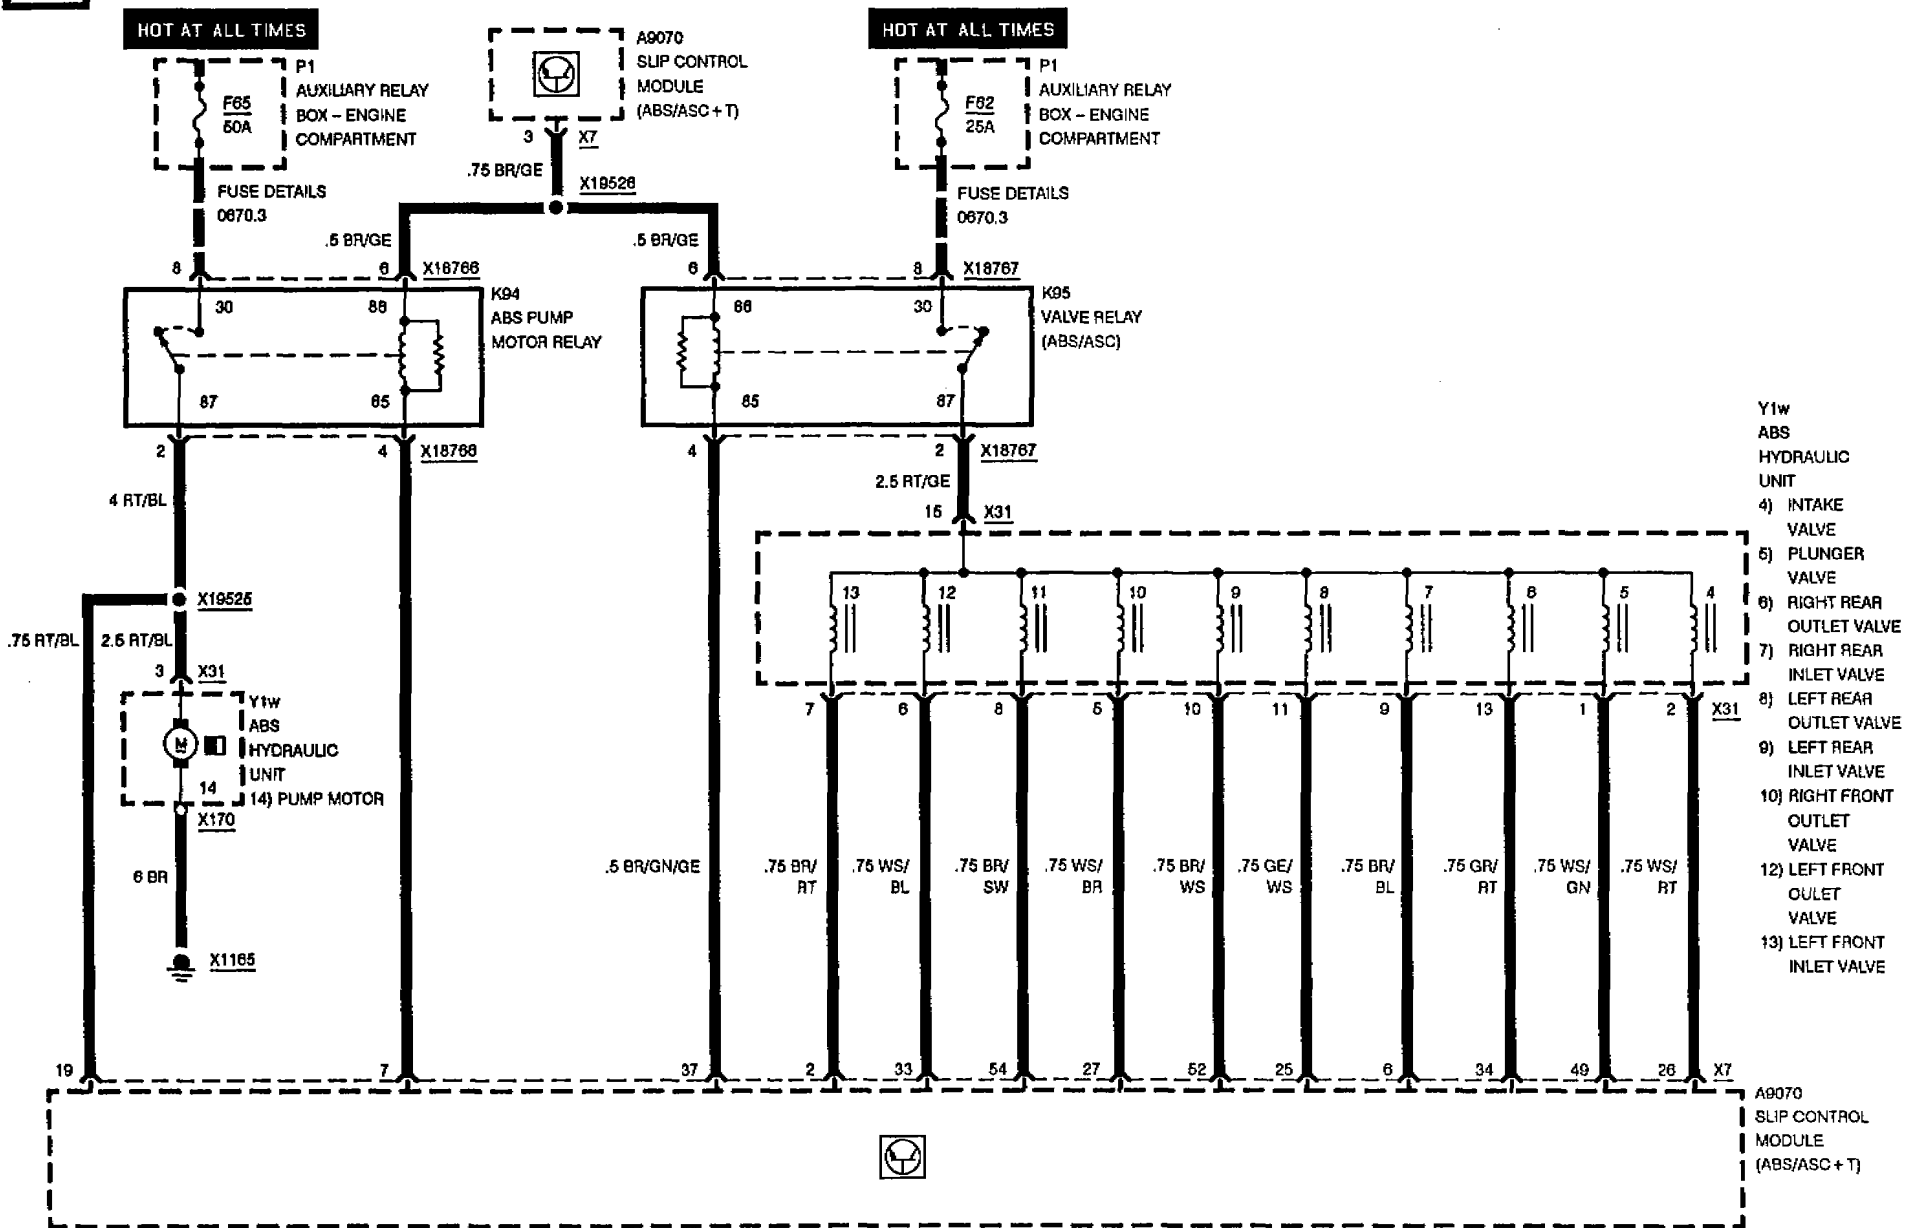 HOT AT ALL TIMES
P1
AUXILIARY RELAY
BOX – ENGINE
COMPARTMENT
F65
50A
FUSE DETAILS
0670.3
A9070
SLIP CONTROL
MODULE
(ABS/ASC + T)
3 X7
.75 BR/GE
X19526
HOT AT ALL TIMES
P1
AUXILIARY RELAY
BOX – ENGINE
COMPARTMENT
F62
25A
FUSE DETAILS
0670.3
.5 BR/GE
.5 BR/GE
8 6 X18766
6 8 X18767
30 86
K94
ABS PUMP
MOTOR RELAY
87 85
86 30
K95
VALVE RELAY
(ABS/ASC)
85 87
2 4 X18766
4 2 X18767
4 RT/BL
2.5 RT/GE
15 X31
X19525
.75 RT/BL 2.5 RT/BL
3 X31
Y1w
ABS
HYDRAULIC
UNIT
14) PUMP MOTOR
M
14
X170
6 BR
X1165
13 12 11 10 9 8 7 6 5 4
7 6 8 5 10 11 9 13 1 2 X31
Y1w
ABS
HYDRAULIC
UNIT
4) INTAKE
VALVE
5) PLUNGER
VALVE
6) RIGHT REAR
OUTLET VALVE
7) RIGHT REAR
INLET VALVE
8) LEFT REAR
OUTLET VALVE
9) LEFT REAR
INLET VALVE
10) RIGHT FRONT
OUTLET
VALVE
12) LEFT FRONT
OULET
VALVE
13) LEFT FRONT
INLET VALVE
.5 BR/GN/GE
.75 BR/
RT
.75 WS/
BL
.75 BR/
SW
.75 WS/
BR
.75 BR/
WS
.75 GE/
WS
.75 BR/
BL
.75 GR/
RT
.75 WS/
GN
.75 WS/
RT
19 7 37 2 33 54 27 52 25 6 34 49 26 X7
A9070
SLIP CONTROL
MODULE
(ABS/ASC + T)